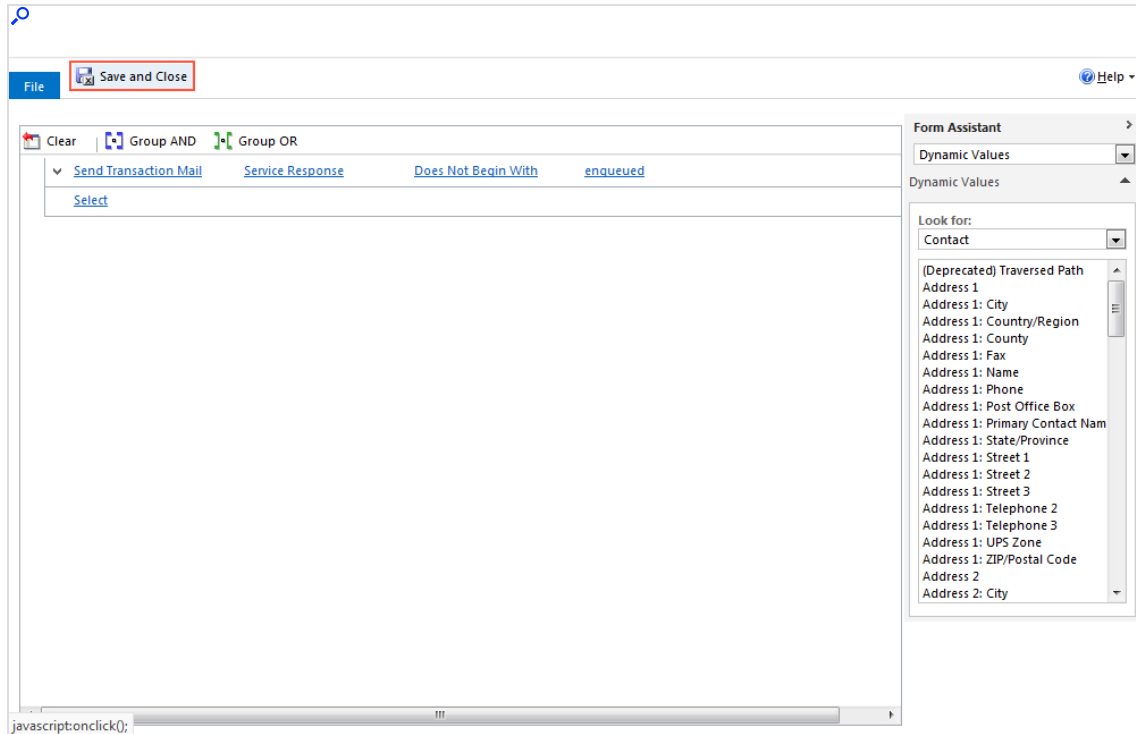 File
Save and Close
Help
Clear
Group AND
Group OR
Send Transaction Mail Service Response Does Not Begin With enqueued
Select
Form Assistant
Dynamic Values
Dynamic Values
Look for:
Contact
(Deprecated) Traversed Path
Address 1
Address 1: City
Address 1: Country/Region
Address 1: County
Address 1: Fax
Address 1: Name
Address 1: Phone
Address 1: Post Office Box
Address 1: Primary Contact Nam
Address 1: State/Province
Address 1: Street 1
Address 1: Street 2
Address 1: Street 3
Address 1: Telephone 2
Address 1: Telephone 3
Address 1: UPS Zone
Address 1: ZIP/Postal Code
Address 2
Address 2: City
javascript:onclick();